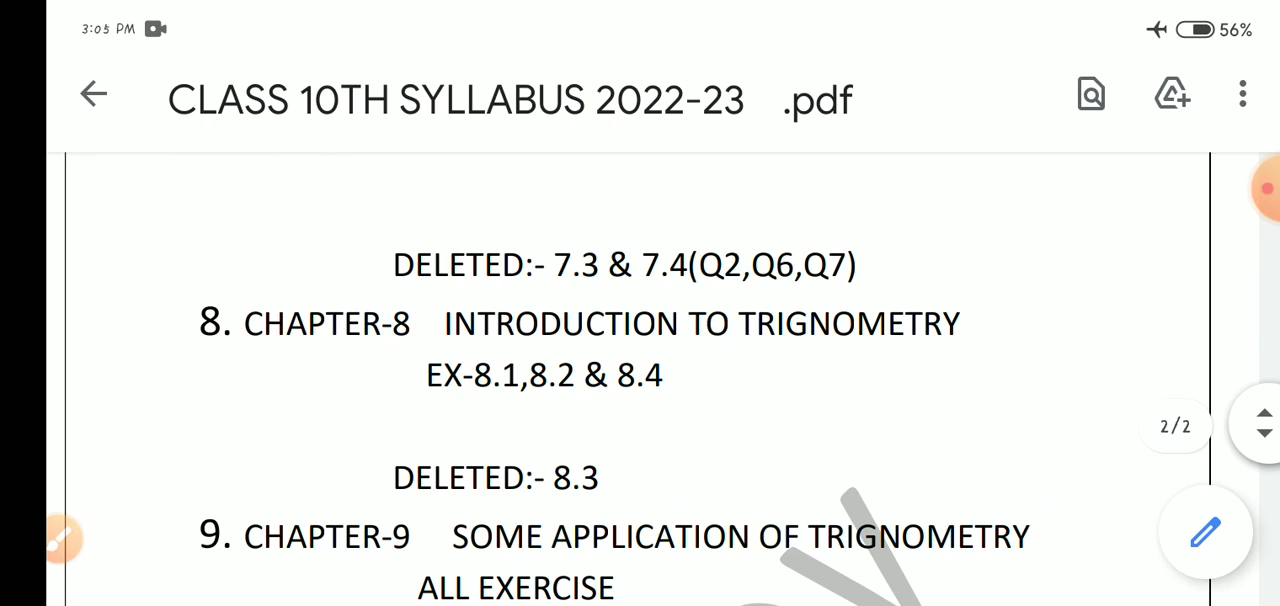 3:05 PM 56%
CLASS 10TH SYLLABUS 2022-23 .pdf
DELETED:- 7.3 & 7.4(Q2,Q6,Q7)
8. CHAPTER-8 INTRODUCTION TO TRIGNOMETRY
EX-8.1,8.2 & 8.4
2/2
DELETED:- 8.3
9. CHAPTER-9 SOME APPLICATION OF TRIGNOMETRY
ALL EXERCISE